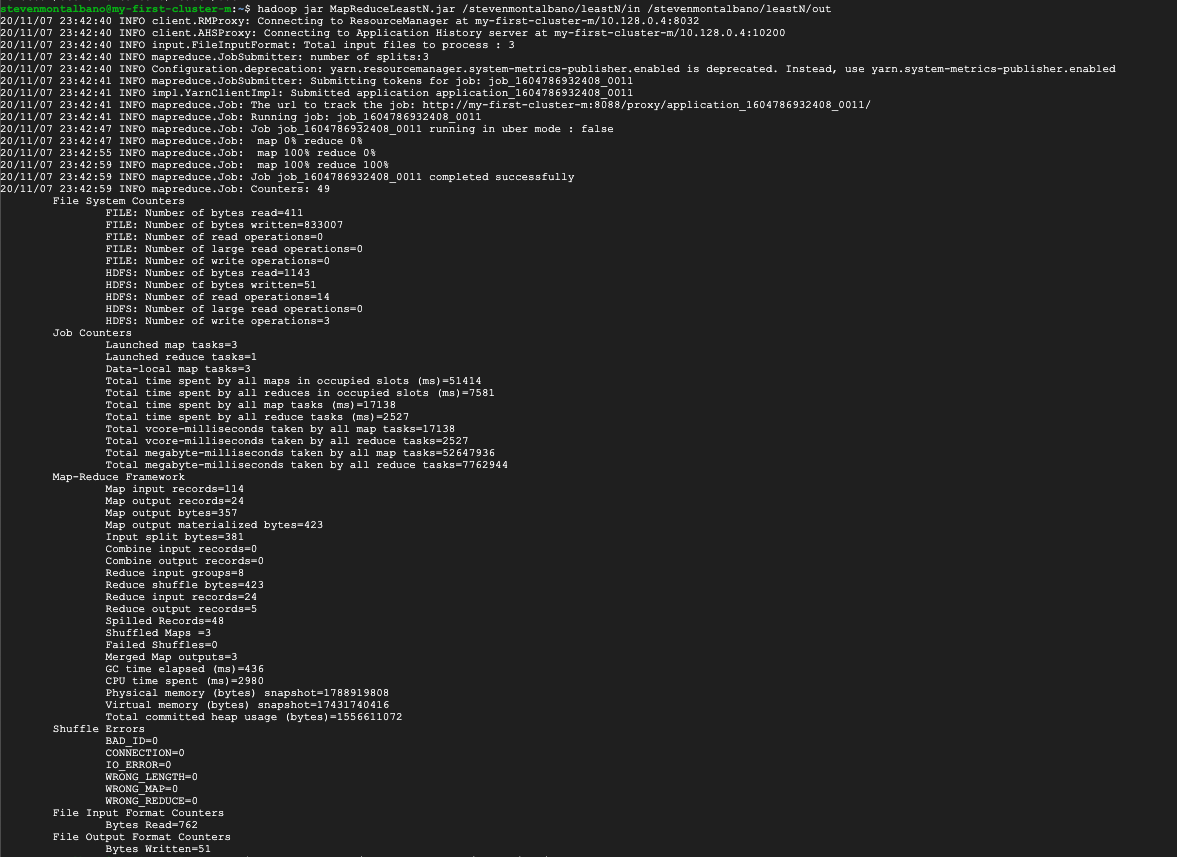 stevenmontalbano@my-first-cluster-m:~$ hadoop jar MapReduceLeastN.jar /stevenmontalbano/leastN/in /stevenmontalbano/leastN/out
20/11/07 23:42:40 INFO client.RMProxy: Connecting to ResourceManager at my-first-cluster-m/10.128.0.4:8032
20/11/07 23:42:40 INFO client.AHSProxy: Connecting to Application History server at my-first-cluster-m/10.128.0.4:10200
20/11/07 23:42:40 INFO input.FileInputFormat: Total input files to process : 3
20/11/07 23:42:40 INFO mapreduce.JobSubmitter: number of splits:3
20/11/07 23:42:40 INFO Configuration.deprecation: yarn.resourcemanager.system-metrics-publisher.enabled is deprecated. Instead, use yarn.system-metrics-publisher.enabled
20/11/07 23:42:41 INFO mapreduce.JobSubmitter: Submitting tokens for job: job_1604786932408_0011
20/11/07 23:42:41 INFO impl.YarnClientImpl: Submitted application application_1604786932408_0011
20/11/07 23:42:41 INFO mapreduce.Job: The url to track the job: http://my-first-cluster-m:8088/proxy/application_1604786932408_0011/
20/11/07 23:42:41 INFO mapreduce.Job: Running job: job_1604786932408_0011
20/11/07 23:42:47 INFO mapreduce.Job: Job job_1604786932408_0011 running in uber mode : false
20/11/07 23:42:47 INFO mapreduce.Job:  map 0% reduce 0%
20/11/07 23:42:55 INFO mapreduce.Job:  map 100% reduce 0%
20/11/07 23:42:59 INFO mapreduce.Job:  map 100% reduce 100%
20/11/07 23:42:59 INFO mapreduce.Job: Job job_1604786932408_0011 completed successfully
20/11/07 23:42:59 INFO mapreduce.Job: Counters: 49
File System Counters
FILE: Number of bytes read=411
FILE: Number of bytes written=833007
FILE: Number of read operations=0
FILE: Number of large read operations=0
FILE: Number of write operations=0
HDFS: Number of bytes read=1143
HDFS: Number of bytes written=51
HDFS: Number of read operations=14
HDFS: Number of large read operations=0
HDFS: Number of write operations=3
Job Counters
Launched map tasks=3
Launched reduce tasks=1
Data-local map tasks=3
Total time spent by all maps in occupied slots (ms)=51414
Total time spent by all reduces in occupied slots (ms)=7581
Total time spent by all map tasks (ms)=17138
Total time spent by all reduce tasks (ms)=2527
Total vcore-milliseconds taken by all map tasks=17138
Total vcore-milliseconds taken by all reduce tasks=2527
Total megabyte-milliseconds taken by all map tasks=52647936
Total megabyte-milliseconds taken by all reduce tasks=7762944
Map-Reduce Framework
Map input records=114
Map output records=24
Map output bytes=357
Map output materialized bytes=423
Input split bytes=381
Combine input records=0
Combine output records=0
Reduce input groups=8
Reduce shuffle bytes=423
Reduce input records=24
Reduce output records=5
Spilled Records=48
Shuffled Maps =3
Failed Shuffles=0
Merged Map outputs=3
GC time elapsed (ms)=436
CPU time spent (ms)=2980
Physical memory (bytes) snapshot=1788919808
Virtual memory (bytes) snapshot=17431740416
Total committed heap usage (bytes)=1556611072
Shuffle Errors
BAD_ID=0
CONNECTION=0
IO_ERROR=0
WRONG_LENGTH=0
WRONG_MAP=0
WRONG_REDUCE=0
File Input Format Counters
Bytes Read=762
File Output Format Counters
Bytes Written=51